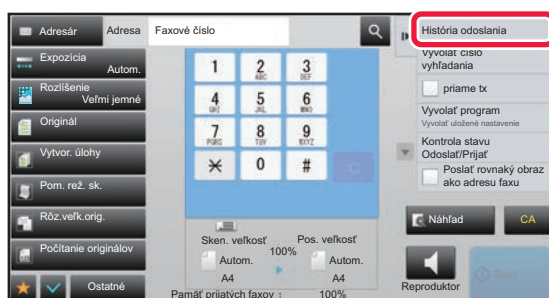 Adresár
Adresa
Faxové číslo
História odoslania
Expozícia
Autom.
Vyvolať číslo
vyhľadania
Rozlíšenie
Veľmi jemné
priame tx
Originál
Vyvolať program
Vyvolať uložené nastavenie
Vytvor. úlohy
Kontrola stavu
Odoslať/Prijať
Pom. rež. sk.
Poslať rovnaký obraz
ako adresu faxu
Rôz.veľk.orig.
Počítanie originálov
Ostatné
1
2 ABC
3 DEF
4 GHI
5 JKL
6 MNO
7 PQRS
8 TUV
9 WXYZ
0
#
C
Sken. veľkosť
100%
Pos. veľkosť
Autom.
Autom.
A4
A4
Pamäť prijatých faxov :
100%
Náhľad
CA
Reproduktor
Start